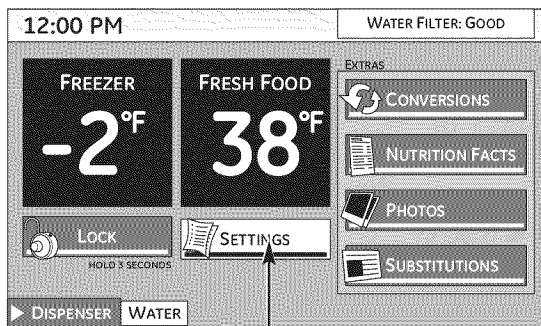 12:00 PM
WATER FILTER: GOOD
FREEZER
-2°F
FRESH FOOD
38°F
EXTRAS
CONVERSIONS
NUTRITION FACTS
PHOTOS
SUBSTITUTIONS
LOCK
HOLD 3 SECONDS
SETTINGS
DISPENSER WATER